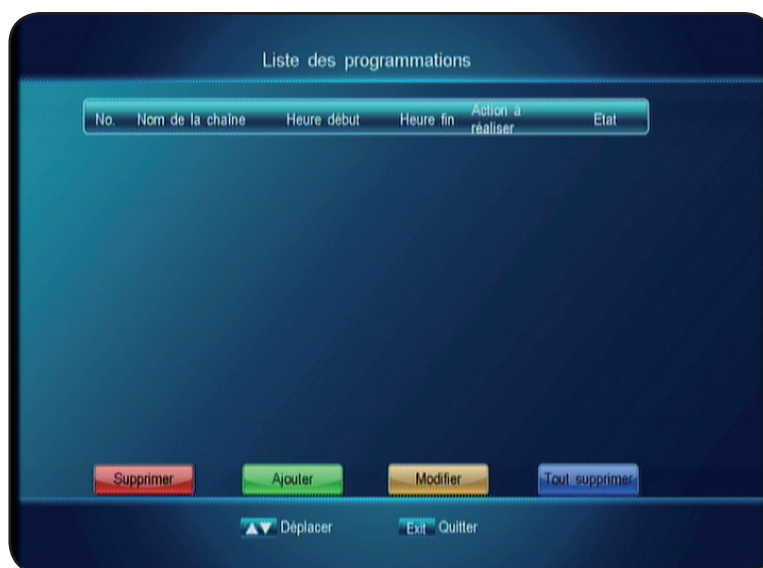 Liste des programmations
No. Nom de la chaîne Heure début Heure fin Action à réaliser Etat
Supprimer Ajouter Modifier Tout supprimer
Déplacer Exit Quitter